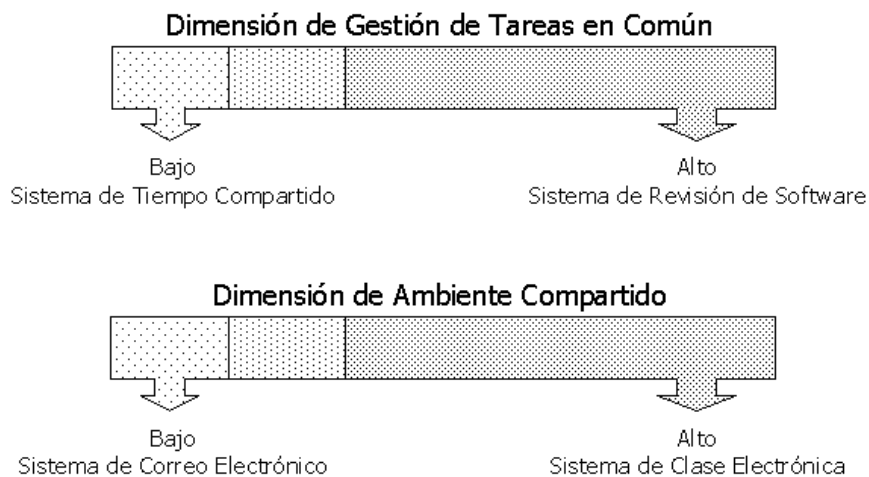 Dimensión de Gestión de Tareas en Común
Bajo
Sistema de Tiempo Compartido
Alto
Sistema de Revisión de Software
Dimensión de Ambiente Compartido
Bajo
Sistema de Correo Electrónico
Alto
Sistema de Clase Electrónica